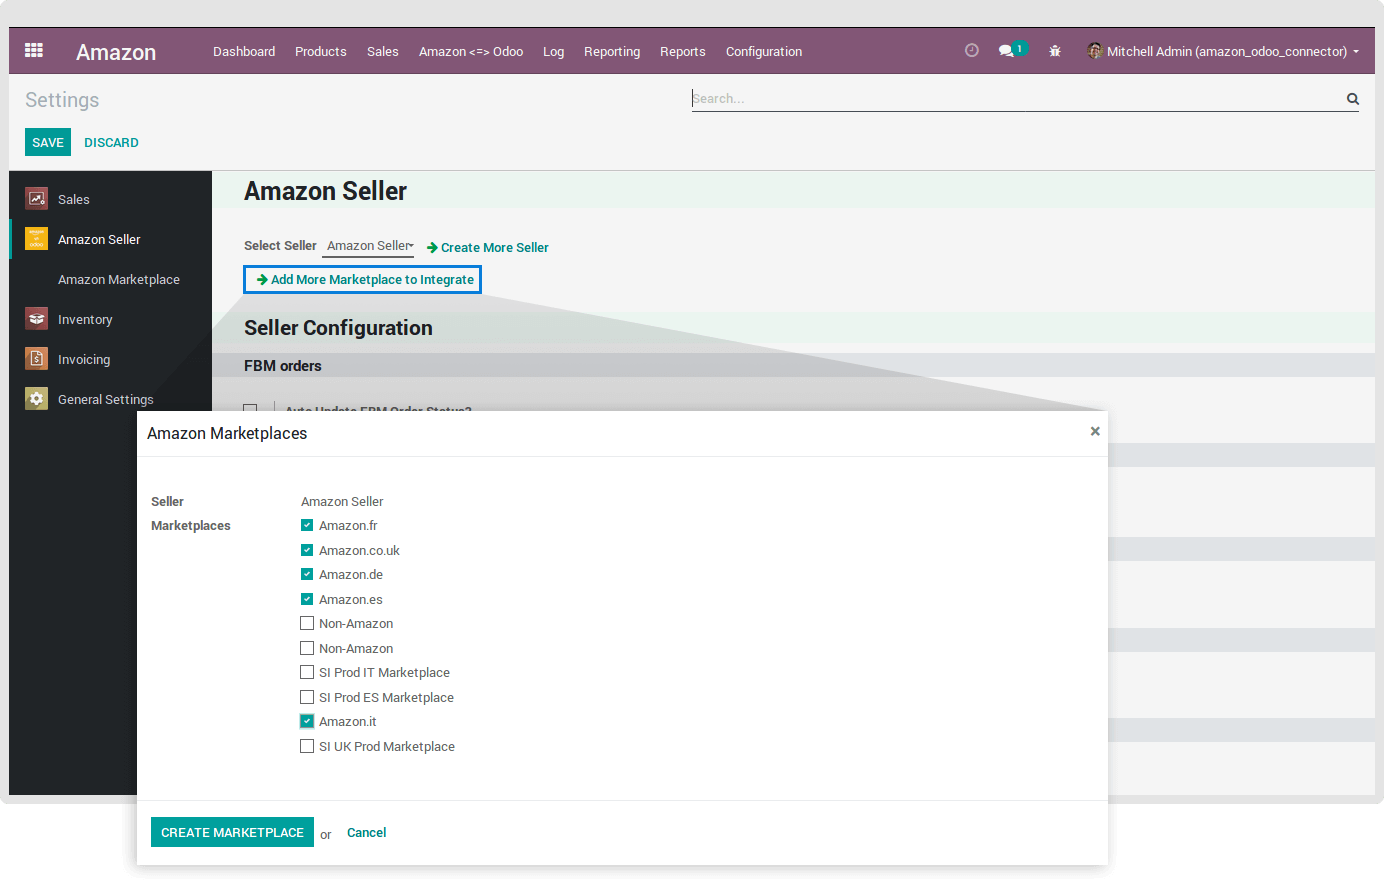 Amazon Dashboard Products Sales Amazon <=> Odoo Log Reporting Reports Configuration 1 Mitchell Admin (amazon_odoo_connector)
Settings Search...
SAVE DISCARD
Sales
Amazon Seller
Amazon Marketplace
Inventory
Invoicing
General Settings
Amazon Seller
Select Seller Amazon Seller Create More Seller
Add More Marketplace to Integrate
Seller Configuration
FBM orders
Auto Update FBM Order Status?
Amazon Marketplaces ×
Seller Amazon Seller
Marketplaces Amazon.fr
Amazon.co.uk
Amazon.de
Amazon.es
Non-Amazon
Non-Amazon
SI Prod IT Marketplace
SI Prod ES Marketplace
Amazon.it
SI UK Prod Marketplace
CREATE MARKETPLACE or Cancel